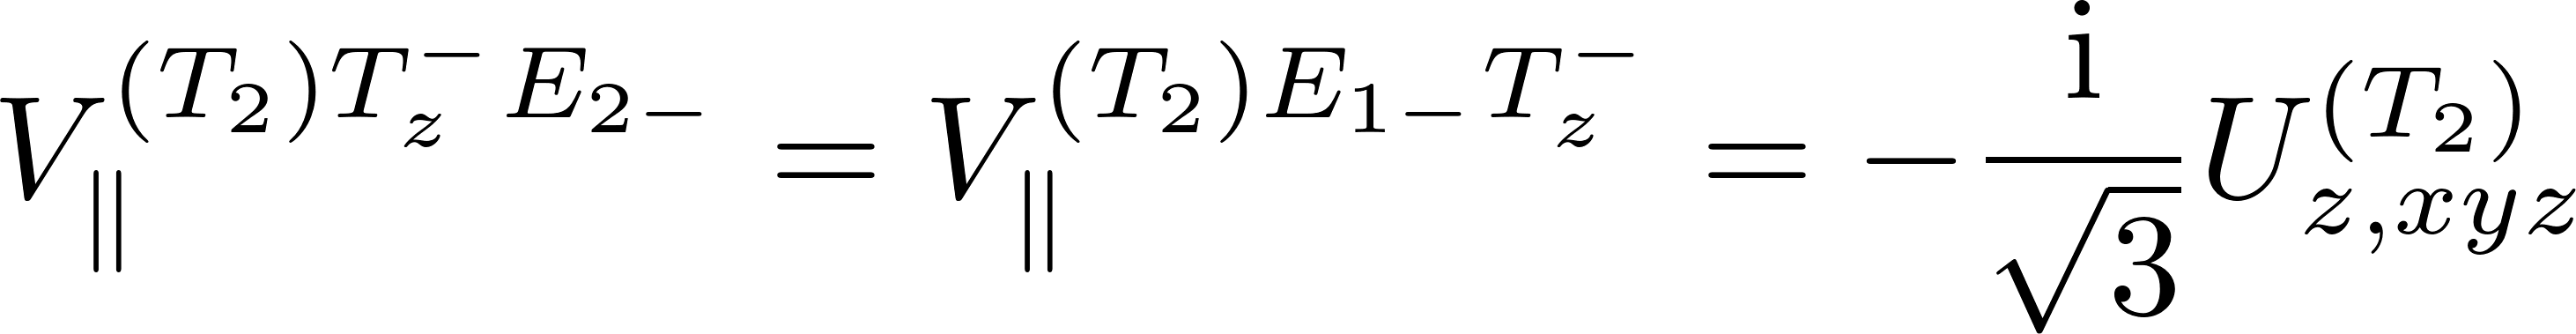 $V_{\parallel}^{(T_2)T_z^- E_{2-}} = V_{\parallel}^{(T_2)E_{1-}T_z^-} = -\frac{\mathrm{i}}{\sqrt{3}} U_{z,xyz}^{(T_2)}$